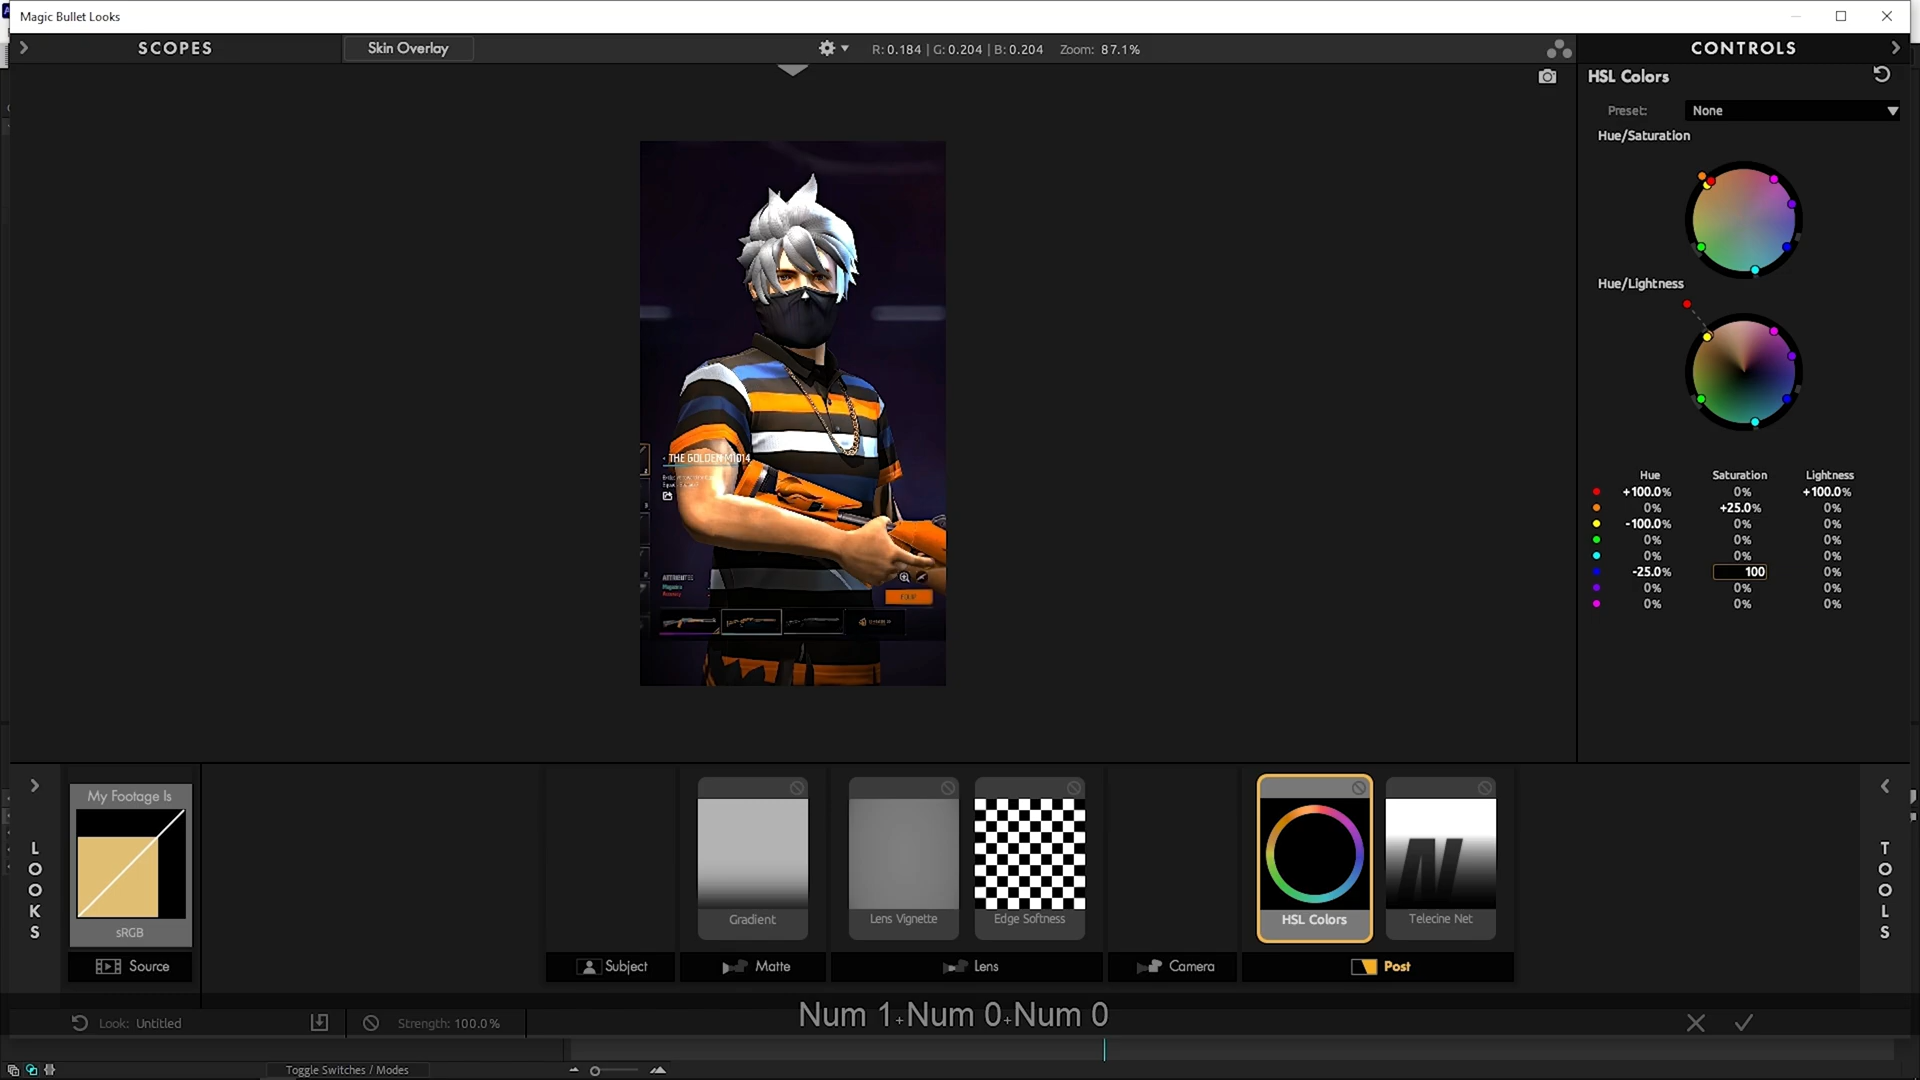 Magic Bullet Looks
SCOPES
Skin Overlay
R: 0.184 | G: 0.204 | B: 0.204 Zoom: 87.1%
CONTROLS
HSL Colors
Preset: None
Hue/Saturation
Hue/Lightness
Hue Saturation Lightness
+100.0% 0% +100.0%
0% +25.0% 0%
-100.0% 0% 0%
0% 0% 0%
0% 0% 0%
-25.0% 100 0%
0% 0% 0%
0% 0% 0%
THE GOLDEN M1014
ATTRIBUTES
LOOKS
My Footage Is
sRGB
Source
Gradient
Lens Vignette
Edge Softness
HSL Colors
Telecine Net
Subject
Matte
Lens
Camera
Post
TOOLS
Look: Untitled
Strength: 100.0%
Num 1+Num 0+Num 0
Toggle Switches / Modes